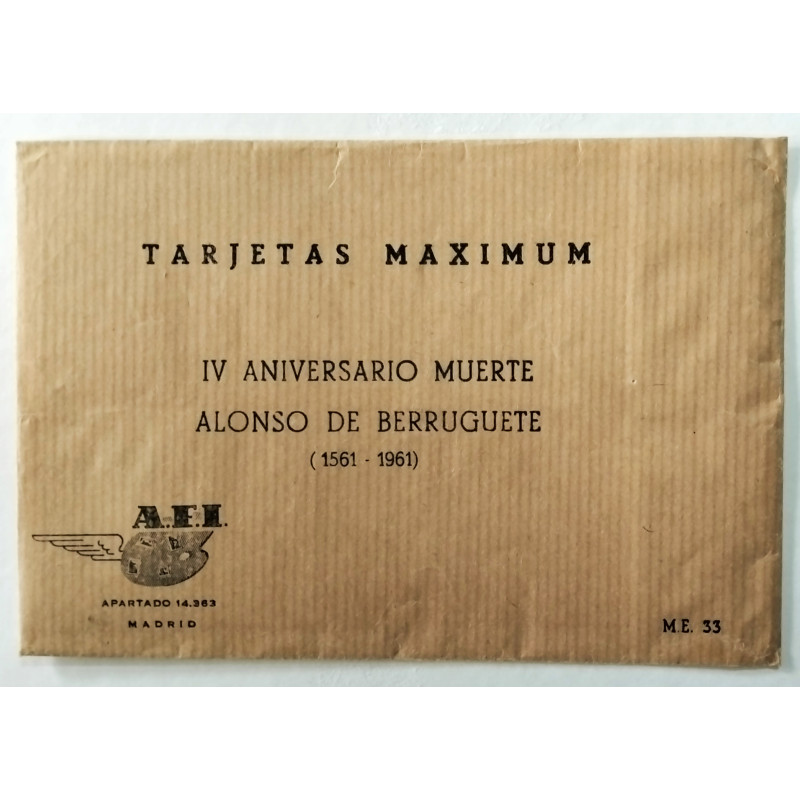 TARJETAS MAXIMUM
IV ANIVERSARIO MUERTE
ALONSO DE BERRUGUETE
(1561 - 1961)
A.F.I.
APARTADO 14.363
MADRID
M.E. 33